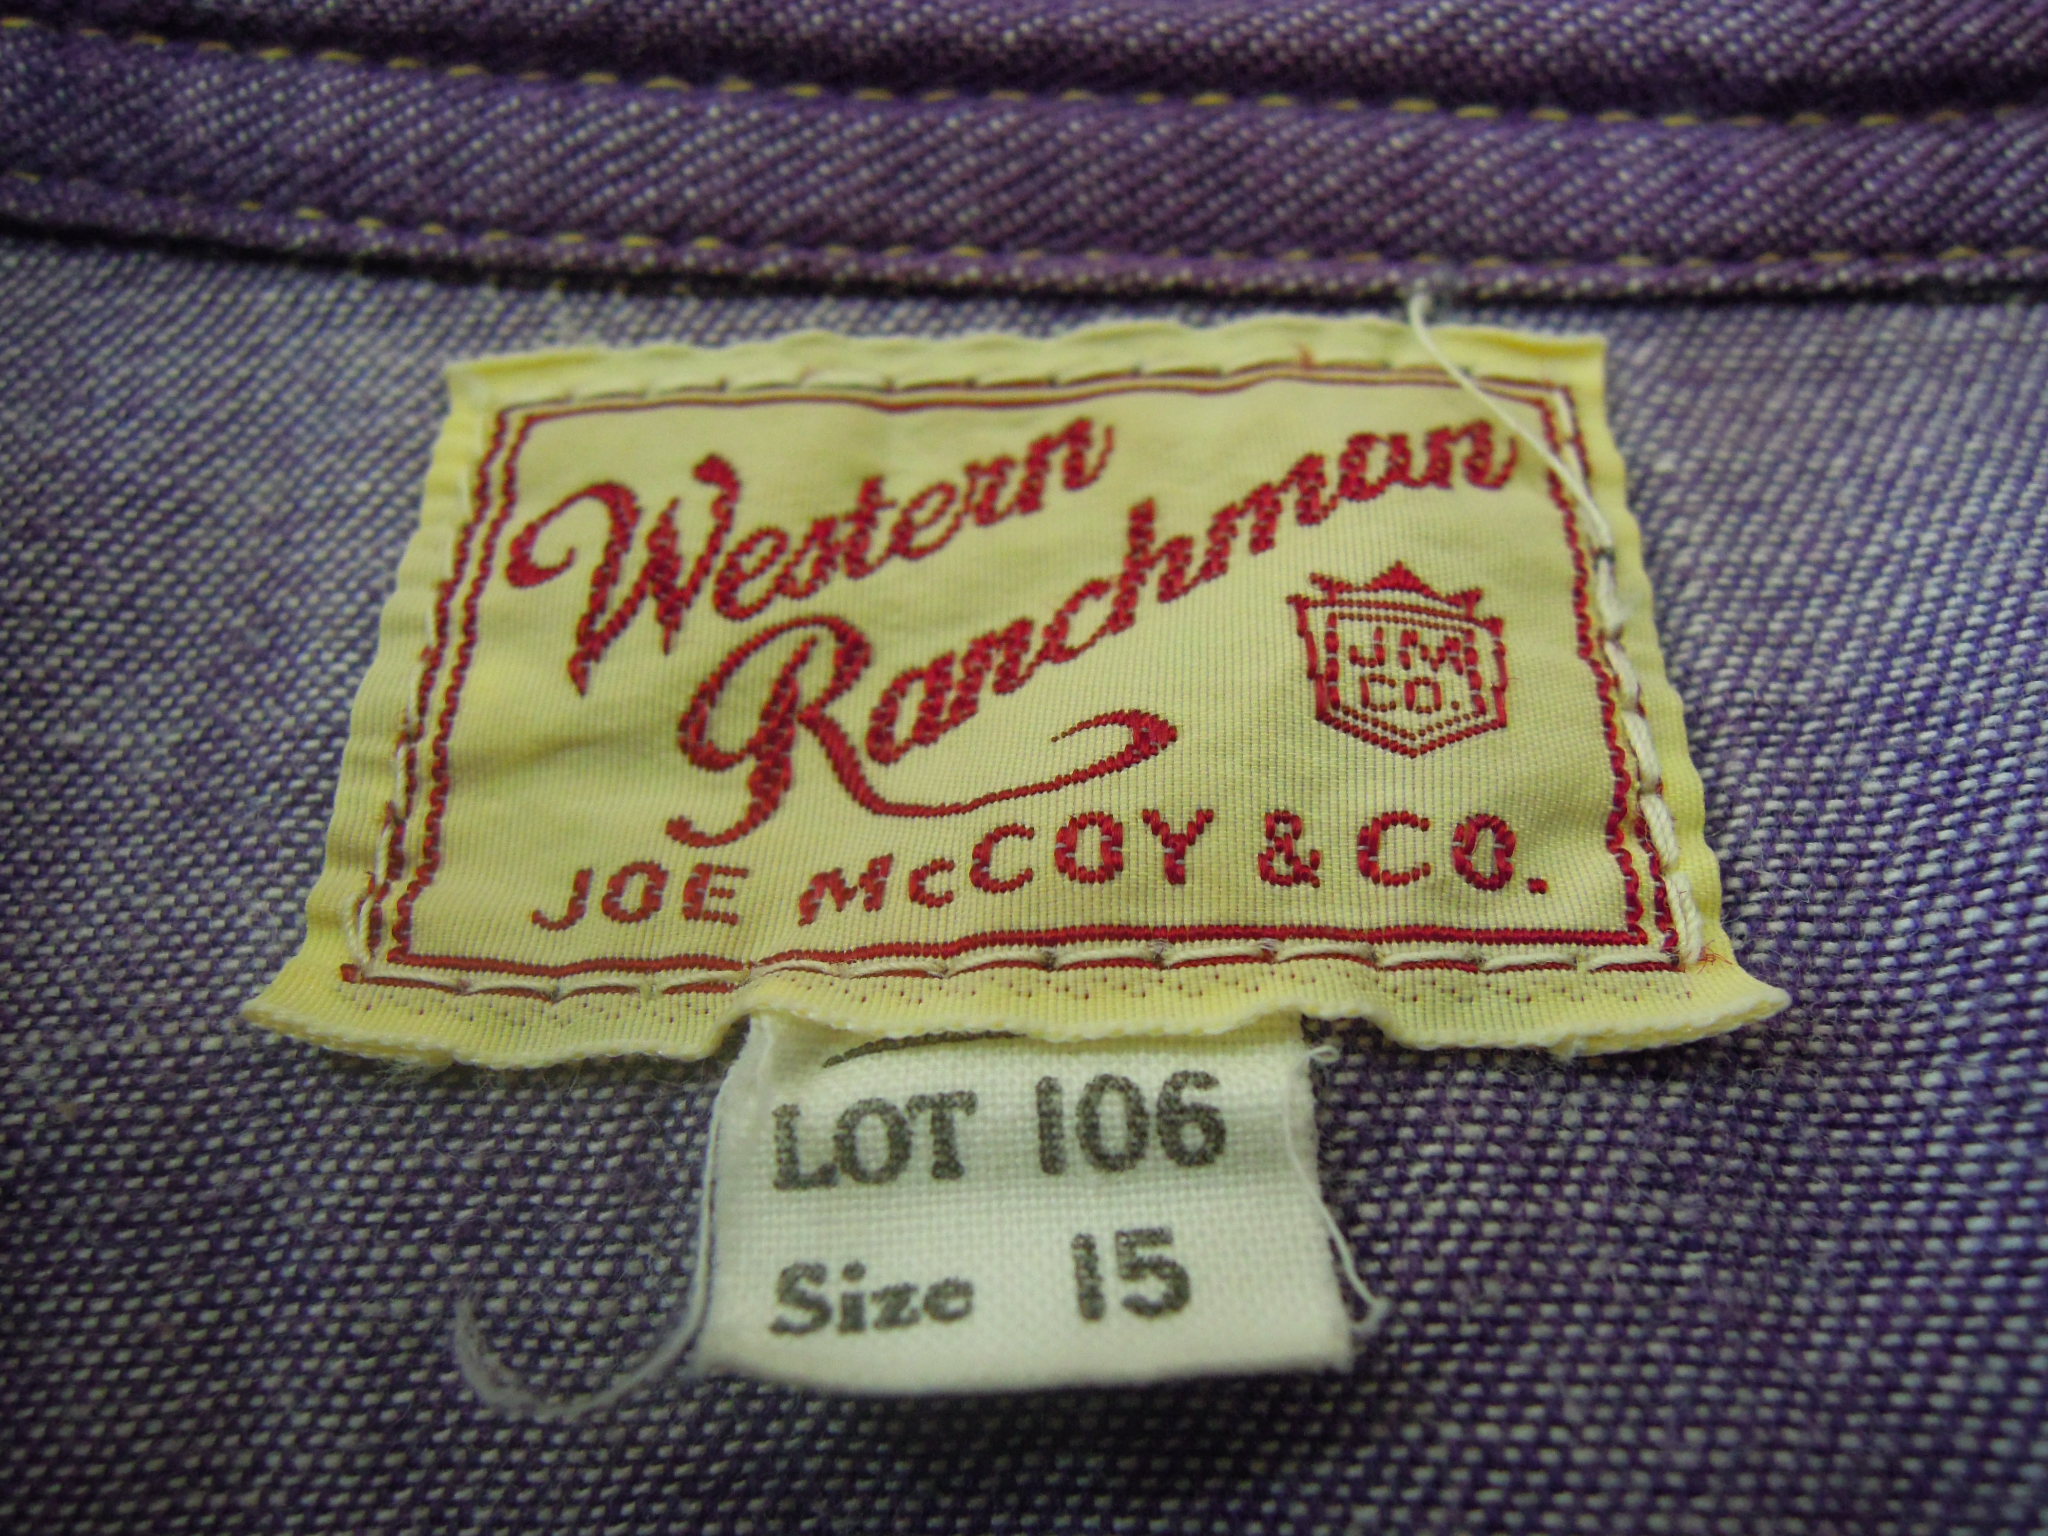 Western
Ranchman
JM
CO.
JOE McCOY & CO.
LOT 106
Size 15